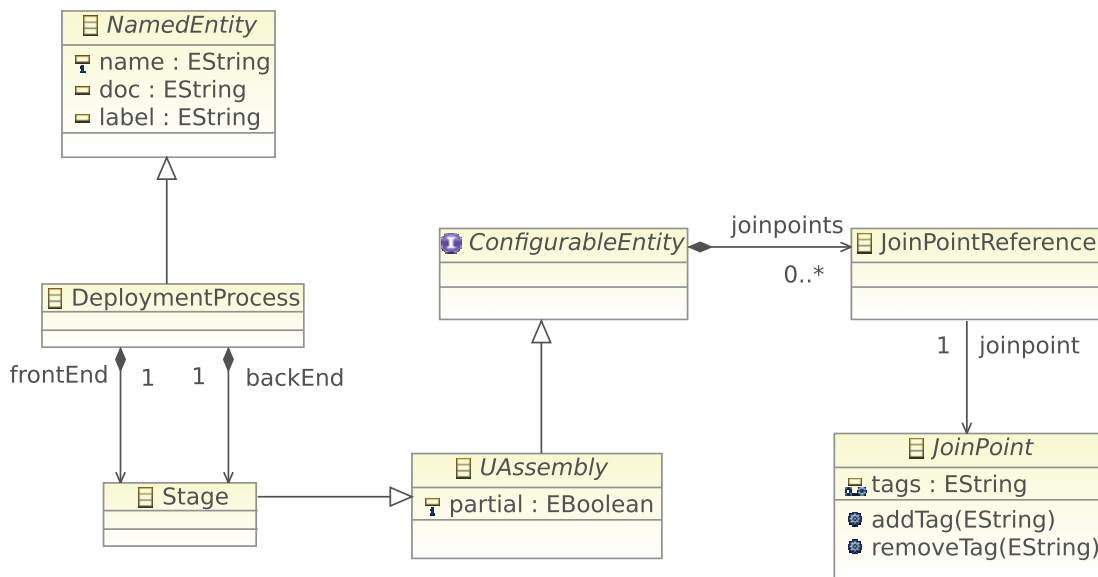 NamedEntity
name : EString
doc : EString
label : EString
joinpoints
ConfigurableEntity
JoinPointReference
0..*
DeploymentProcess
frontEnd
1
1
backEnd
1
joinpoint
JoinPoint
UAssembly
tags : EString
Stage
partial : EBoolean
addTag(EString)
removeTag(EString)